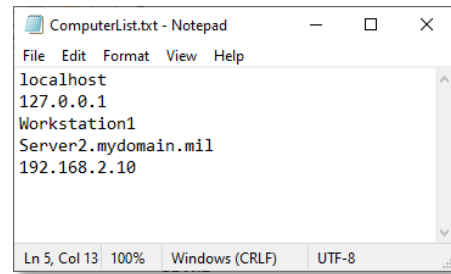 ComputerList.txt - Notepad
File Edit Format View Help
localhost
127.0.0.1
Workstation1
Server2.mydomain.mil
192.168.2.10
Ln 5, Col 13 100% Windows (CRLF) UTF-8